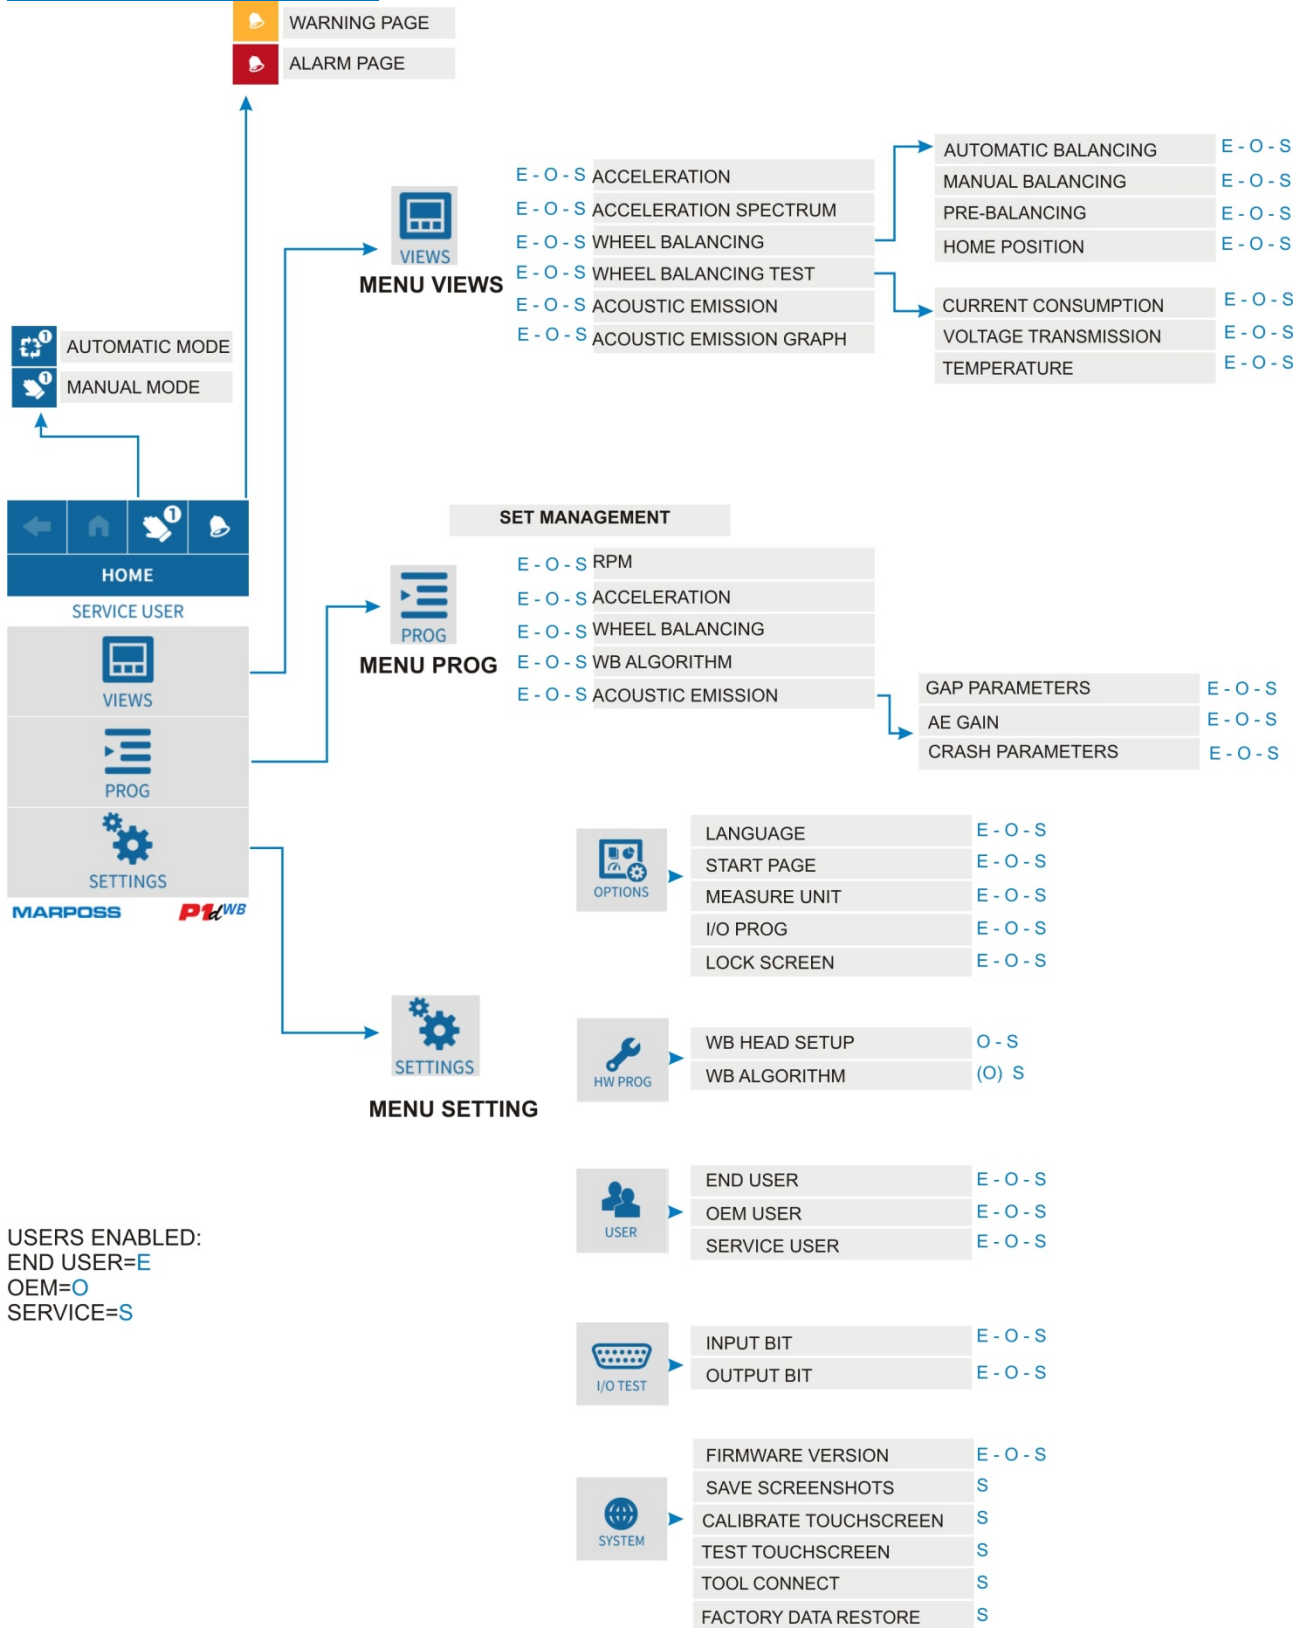 WARNING PAGE
ALARM PAGE
E - O - S ACCELERATION
E - O - S ACCELERATION SPECTRUM
E - O - S WHEEL BALANCING
E - O - S WHEEL BALANCING TEST
E - O - S ACOUSTIC EMISSION
E - O - S ACOUSTIC EMISSION GRAPH
VIEWS
MENU VIEWS
AUTOMATIC BALANCING E - O - S
MANUAL BALANCING E - O - S
PRE-BALANCING E - O - S
HOME POSITION E - O - S
CURRENT CONSUMPTION E - O - S
VOLTAGE TRANSMISSION E - O - S
TEMPERATURE E - O - S
1 AUTOMATIC MODE
1 MANUAL MODE
1
HOME
SERVICE USER
VIEWS
PROG
SETTINGS
MARPOSS P1dWB
SET MANAGEMENT
E - O - S RPM
E - O - S ACCELERATION
E - O - S WHEEL BALANCING
E - O - S WB ALGORITHM
E - O - S ACOUSTIC EMISSION
PROG
MENU PROG
GAP PARAMETERS E - O - S
AE GAIN E - O - S
CRASH PARAMETERS E - O - S
SETTINGS
MENU SETTING
OPTIONS
LANGUAGE E - O - S
START PAGE E - O - S
MEASURE UNIT E - O - S
I/O PROG E - O - S
LOCK SCREEN E - O - S
HW PROG
WB HEAD SETUP O - S
WB ALGORITHM (O) S
USER
END USER E - O - S
OEM USER E - O - S
SERVICE USER E - O - S
I/O TEST
INPUT BIT E - O - S
OUTPUT BIT E - O - S
SYSTEM
FIRMWARE VERSION E - O - S
SAVE SCREENSHOTS S
CALIBRATE TOUCHSCREEN S
TEST TOUCHSCREEN S
TOOL CONNECT S
FACTORY DATA RESTORE S
USERS ENABLED:
END USER=E
OEM=O
SERVICE=S